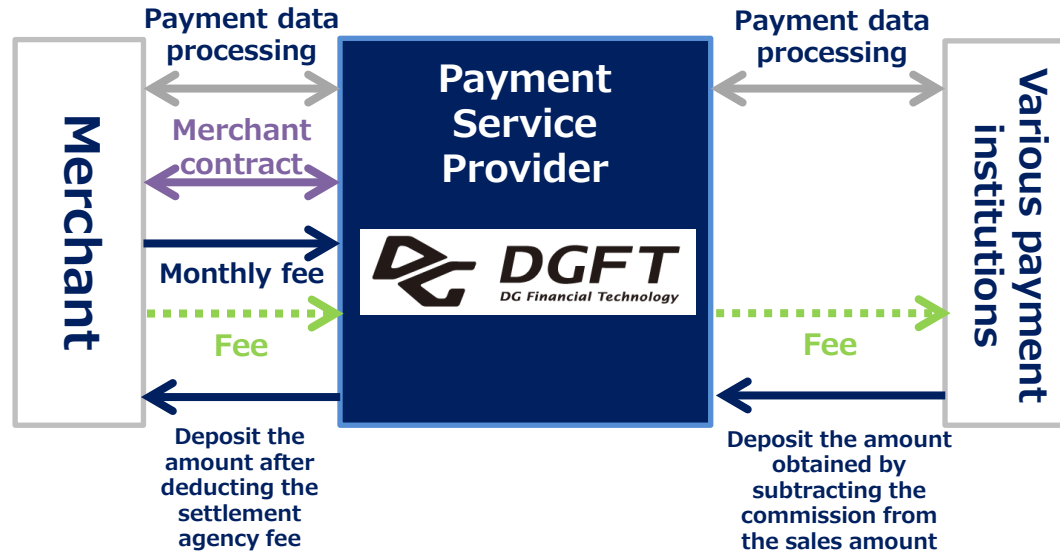 Merchant
Payment data
processing
Merchant
contract
Monthly fee
Fee
Deposit the
amount after
deducting the
settlement
agency fee
Payment
Service
Provider
DG DGFT
DG Financial Technology
Payment data
processing
Fee
Deposit the amount
obtained by
subtracting the
commission from
the sales amount
Various payment
institutions